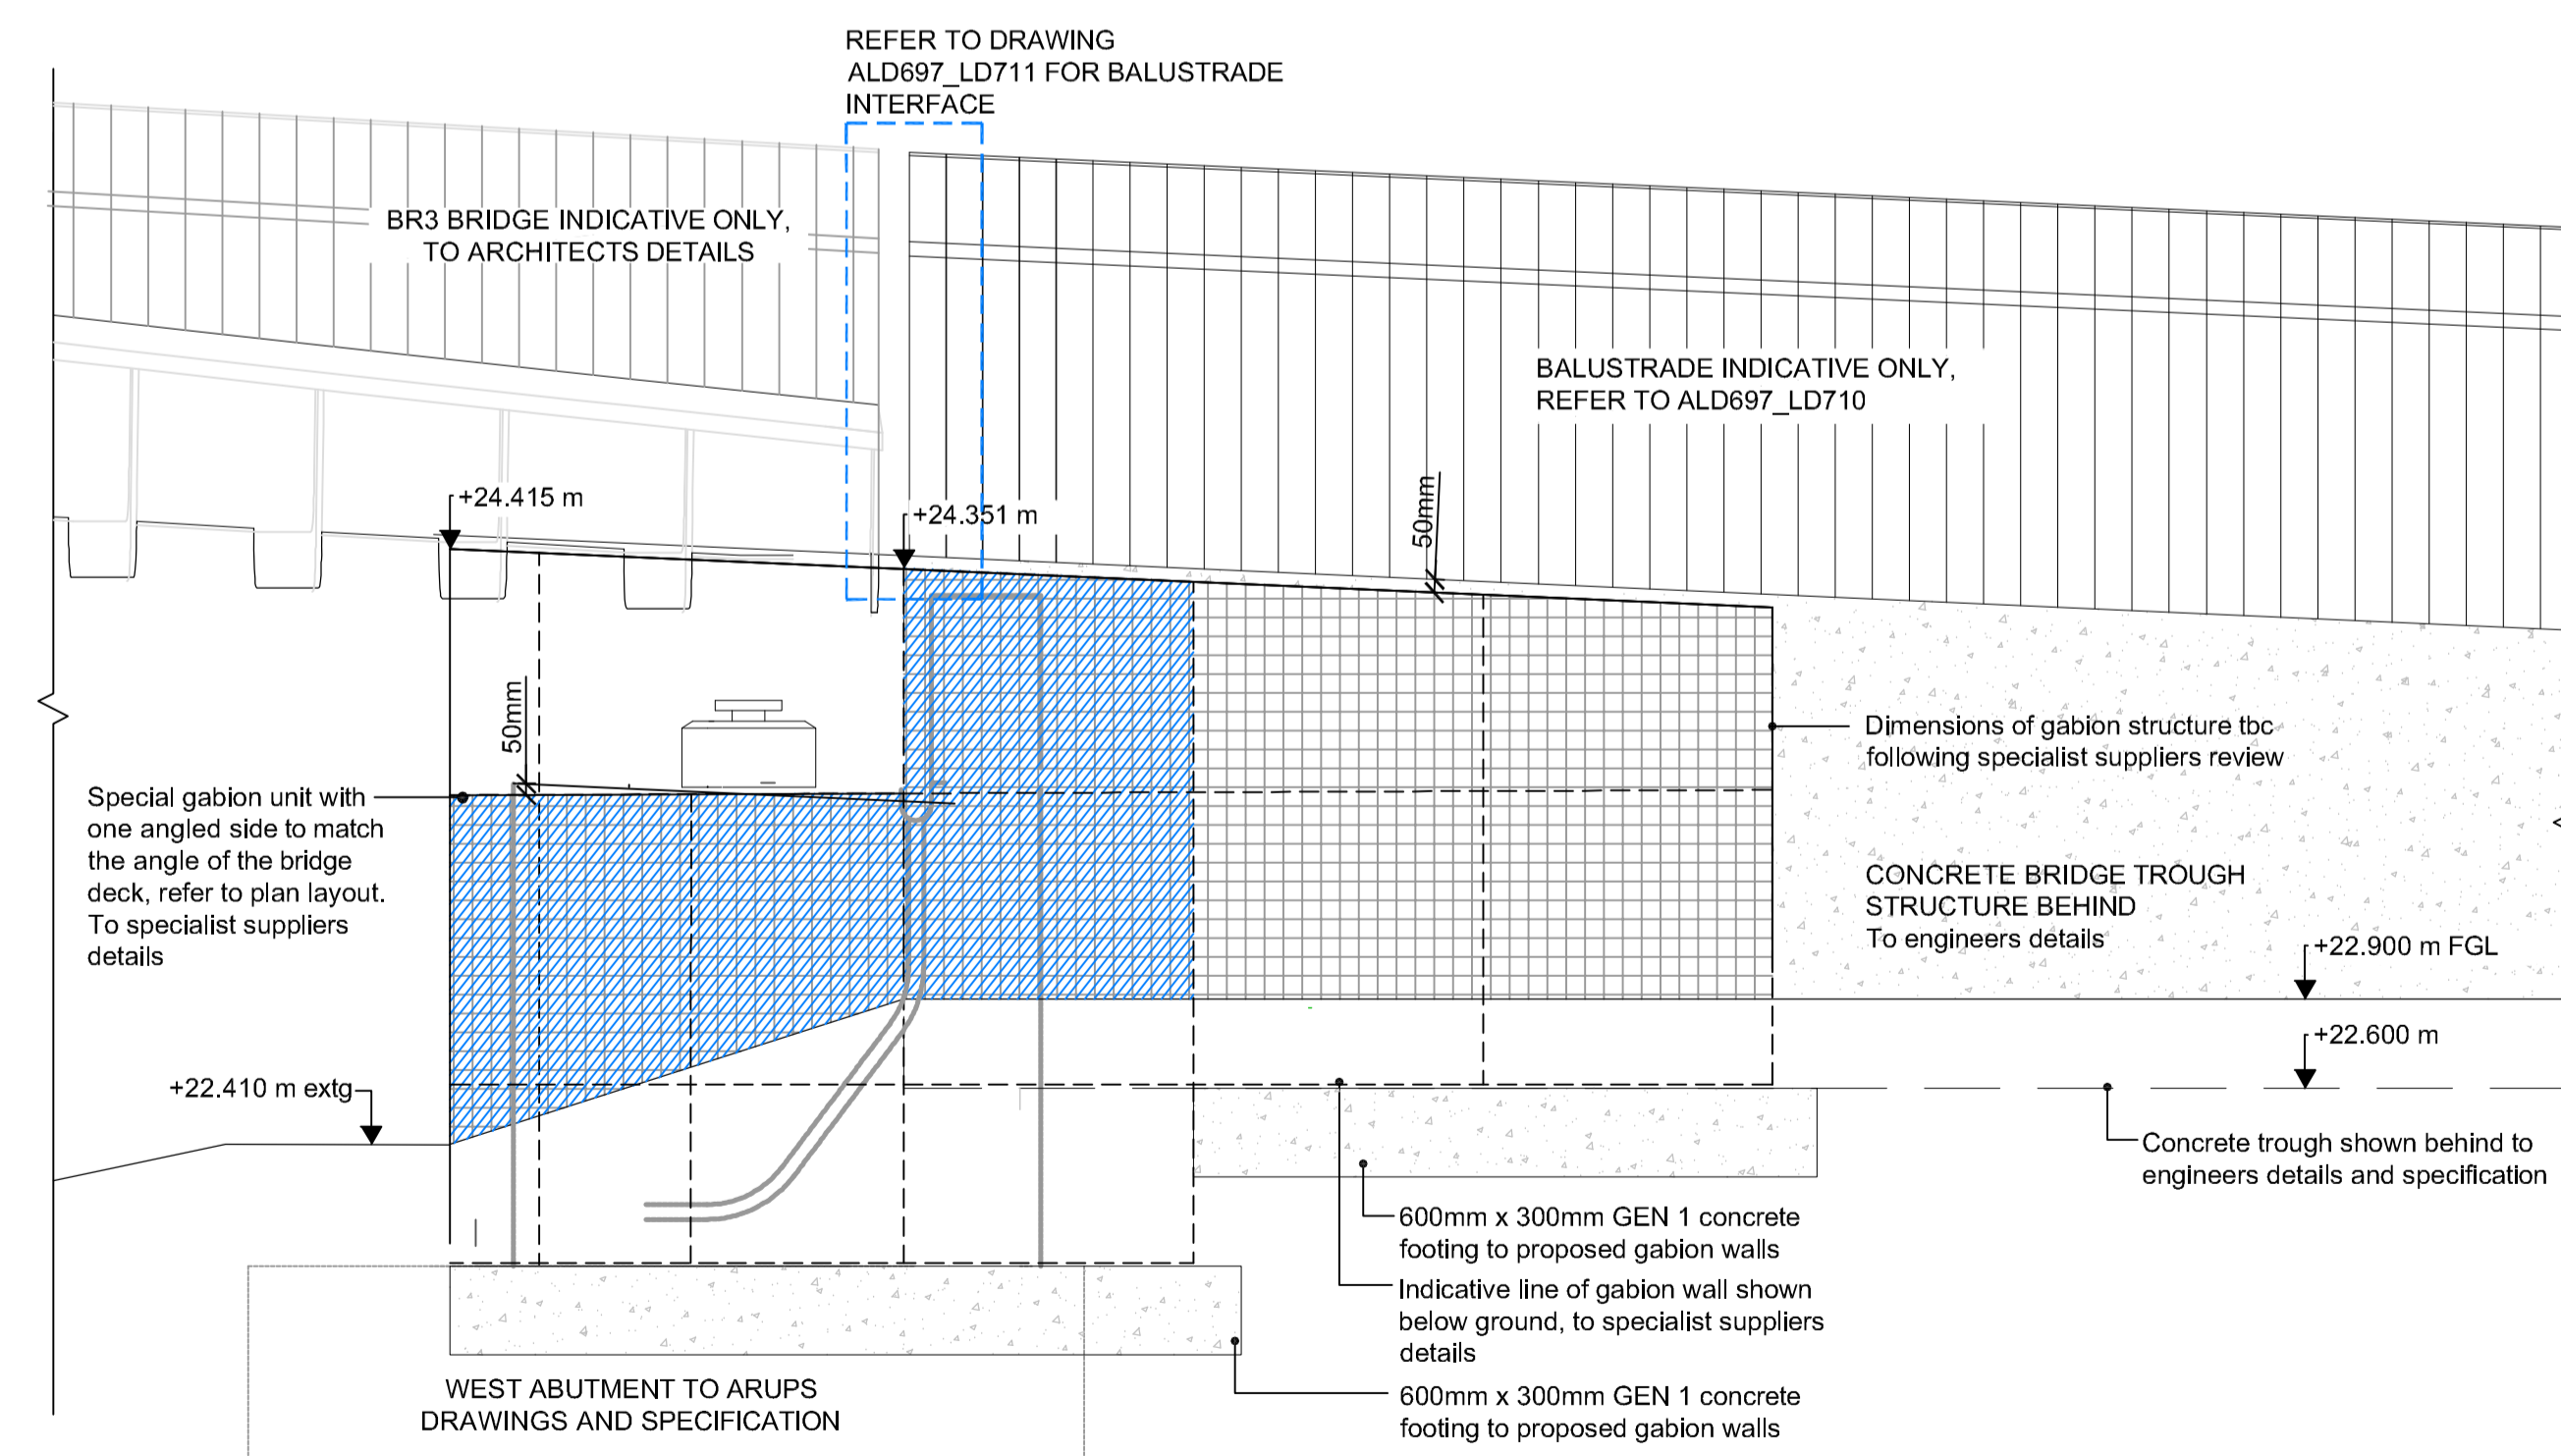 REFER TO DRAWING
ALD697_LD711 FOR BALUSTRADE
INTERFACE
BR3 BRIDGE INDICATIVE ONLY,
TO ARCHITECTS DETAILS
BALUSTRADE INDICATIVE ONLY,
REFER TO ALD697_LD710
+24.415 m
+24.351 m
50mm
50mm
Special gabion unit with
one angled side to match
the angle of the bridge
deck, refer to plan layout.
To specialist suppliers
details
Dimensions of gabion structure tbc
following specialist suppliers review
CONCRETE BRIDGE TROUGH
STRUCTURE BEHIND
To engineers details
+22.900 m FGL
+22.600 m
+22.410 m extg
Concrete trough shown behind to
engineers details and specification
600mm x 300mm GEN 1 concrete
footing to proposed gabion walls
Indicative line of gabion wall shown
below ground, to specialist suppliers
details
600mm x 300mm GEN 1 concrete
footing to proposed gabion walls
WEST ABUTMENT TO ARUPS
DRAWINGS AND SPECIFICATION